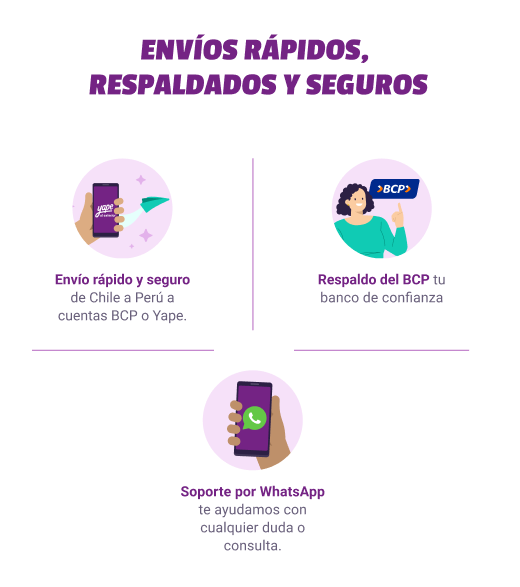 ENVÍOS RÁPIDOS,
RESPALDADOS Y SEGUROS
yape
BCP
Envío rápido y seguro
de Chile a Perú a
cuentas BCP o Yape.
Respaldo del BCP tu
banco de confianza
Soporte por WhatsApp
te ayudamos con
cualquier duda o
consulta.